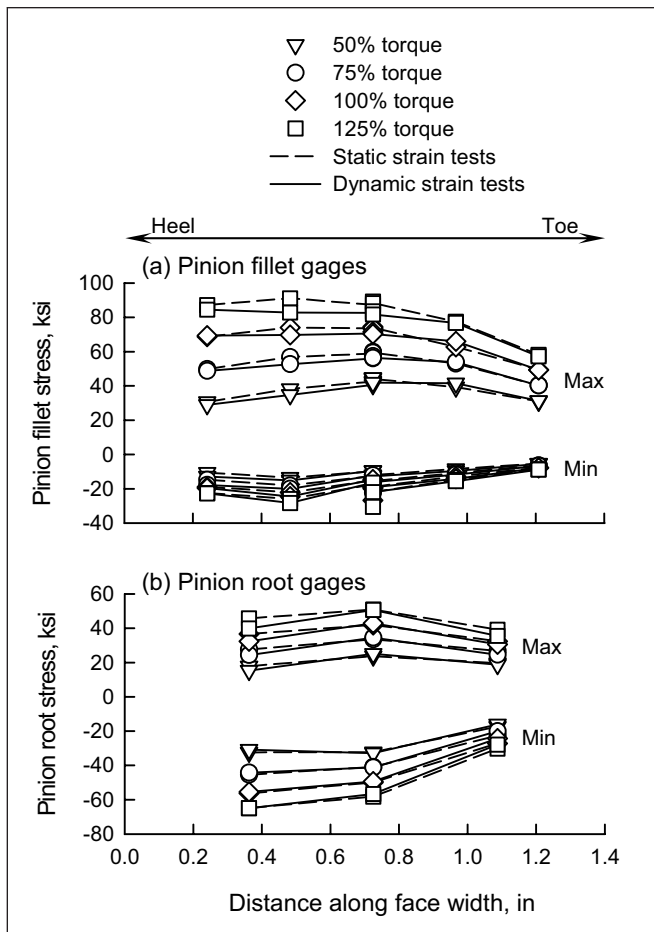 50% torque
75% torque
100% torque
125% torque
Static strain tests
Dynamic strain tests
Heel Toe
(a) Pinion fillet gages
100
80
60
40
20
0
-20
-40
Pinion fillet stress, ksi
Max
Min
(b) Pinion root gages
60
40
20
0
-20
-40
-60
-80
Pinion root stress, ksi
Max
Min
0.0 0.2 0.4 0.6 0.8 1.0 1.2 1.4
Distance along face width, in